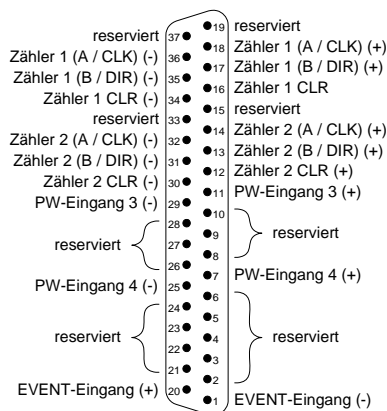 reserviert 37
Zähler 1 (A / CLK) (-) 36
Zähler 1 (B / DIR) (-) 35
Zähler 1 CLR (-) 34
reserviert 33
Zähler 2 (A / CLK) (-) 32
Zähler 2 (B / DIR) (-) 31
Zähler 2 CLR (-) 30
PW-Eingang 3 (-) 29
28
reserviert 27
26
PW-Eingang 4 (-) 25
24
23
reserviert
22
21
EVENT-Eingang (+) 20
19 reserviert
18 Zähler 1 (A / CLK) (+)
17 Zähler 1 (B / DIR) (+)
16 Zähler 1 CLR
15 reserviert
14 Zähler 2 (A / CLK) (+)
13 Zähler 2 (B / DIR) (+)
12 Zähler 2 CLR (+)
11 PW-Eingang 3 (+)
10
9 reserviert
8
7 PW-Eingang 4 (+)
6
5
4 reserviert
3
2
1 EVENT-Eingang (-)